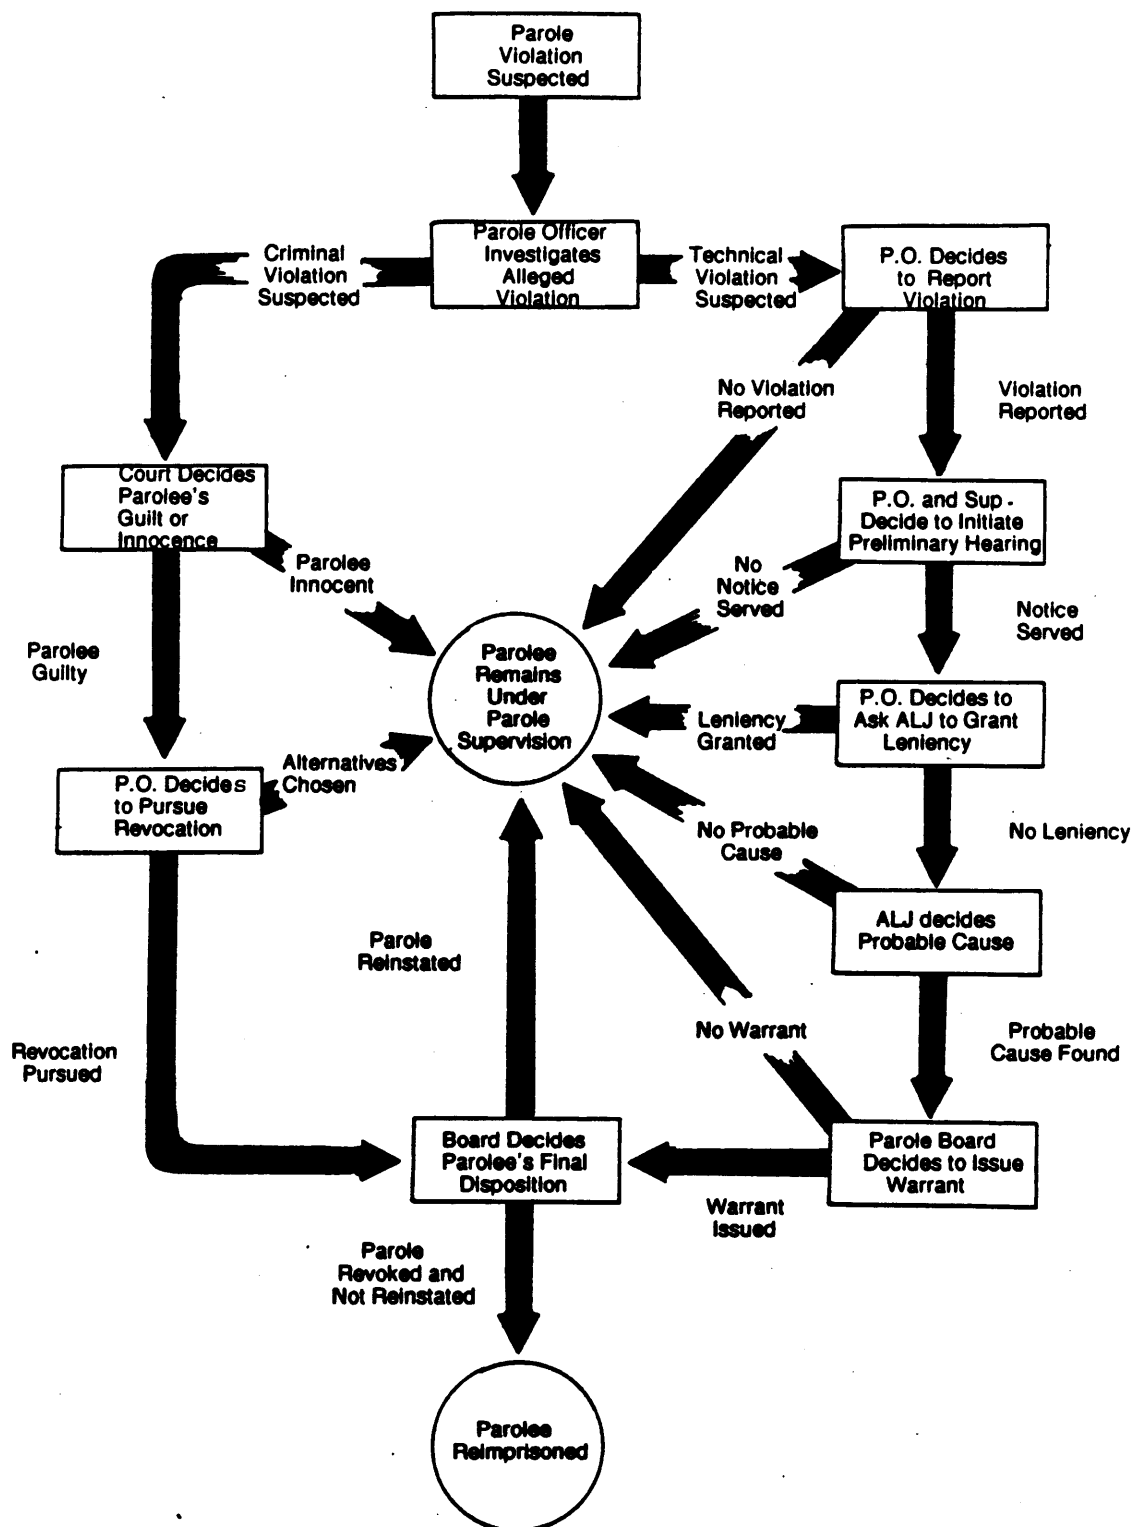 Parole
Violation
Suspected
Parole Officer
Investigates
Alleged
Violation
Criminal
Violation
Suspected
Technical
Violation
Suspected
P.O. Decides
to Report
Violation
No Violation
Reported
Violation
Reported
Court Decides
Parolee's
Guilt or
Innocence
P.O. and Sup -
Decide to Initiate
Preliminary Hearing
Parolee
Innocent
No
Notice
Served
Notice
Served
Parolee
Guilty
Parolee
Remains
Under
Parole
Supervision
Leniency
Granted
P.O. Decides to
Ask ALJ to Grant
Leniency
Alternatives
Chosen
P.O. Decides
to Pursue
Revocation
No Probable
Cause
No Leniency
ALJ decides
Probable Cause
Parole
Reinstated
No Warrant
Probable
Cause Found
Revocation
Pursued
Board Decides
Parolee's Final
Disposition
Parole Board
Decides to Issue
Warrant
Warrant
Issued
Parole
Revoked and
Not Reinstated
Parolee
Reimprisoned